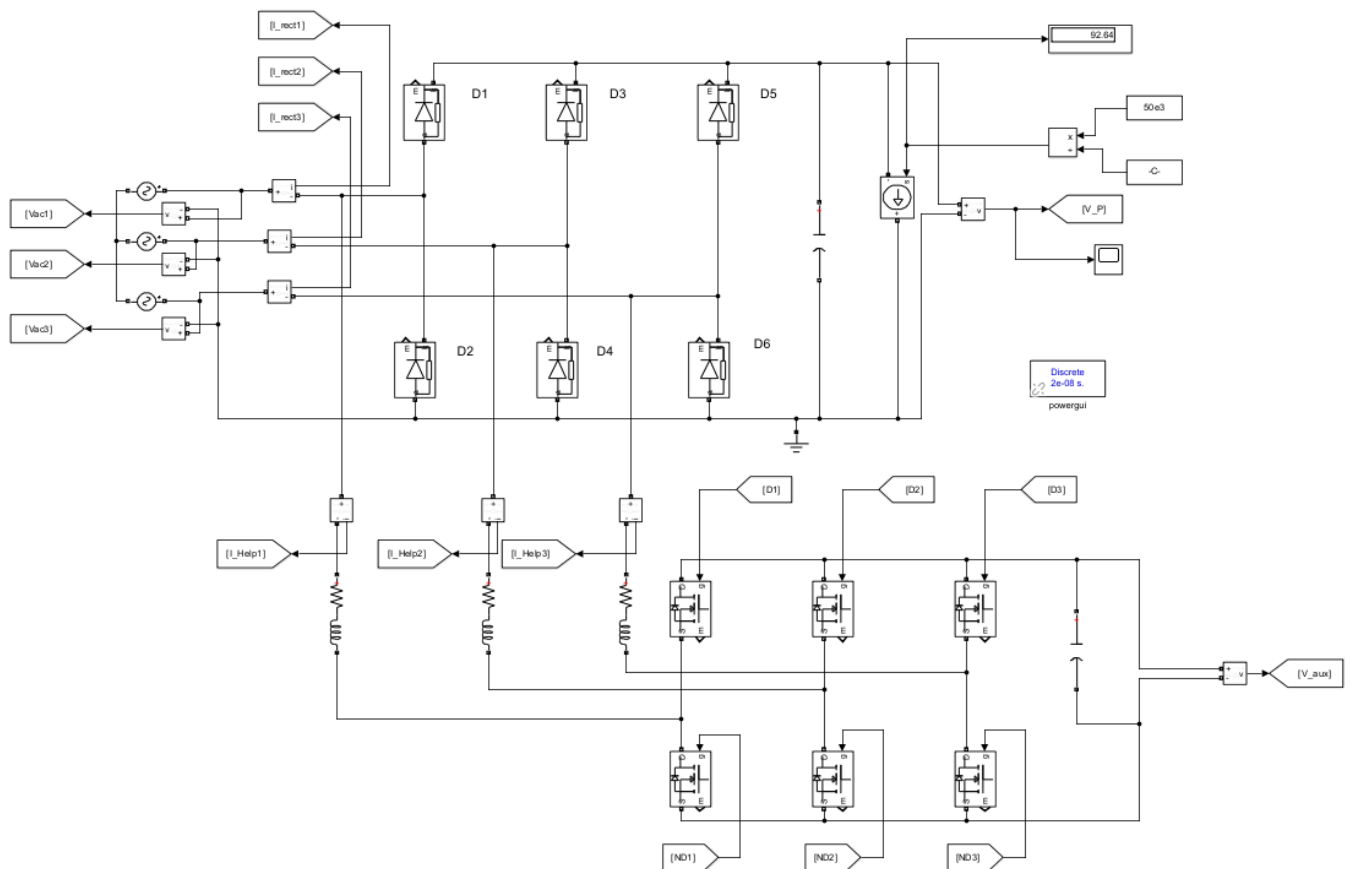 [I_rect1]
[I_rect2]
[I_rect3]
92.64
D1
D3
D5
50e3
-C-
[Vac1]
[Vac2]
[Vac3]
[V_P]
D2
D4
D6
Discrete
2e-08 s.
powergui
[D1]
[D2]
[D3]
[I_Help1]
[I_Help2]
[I_Help3]
[V_aux]
[ND1]
[ND2]
[ND3]